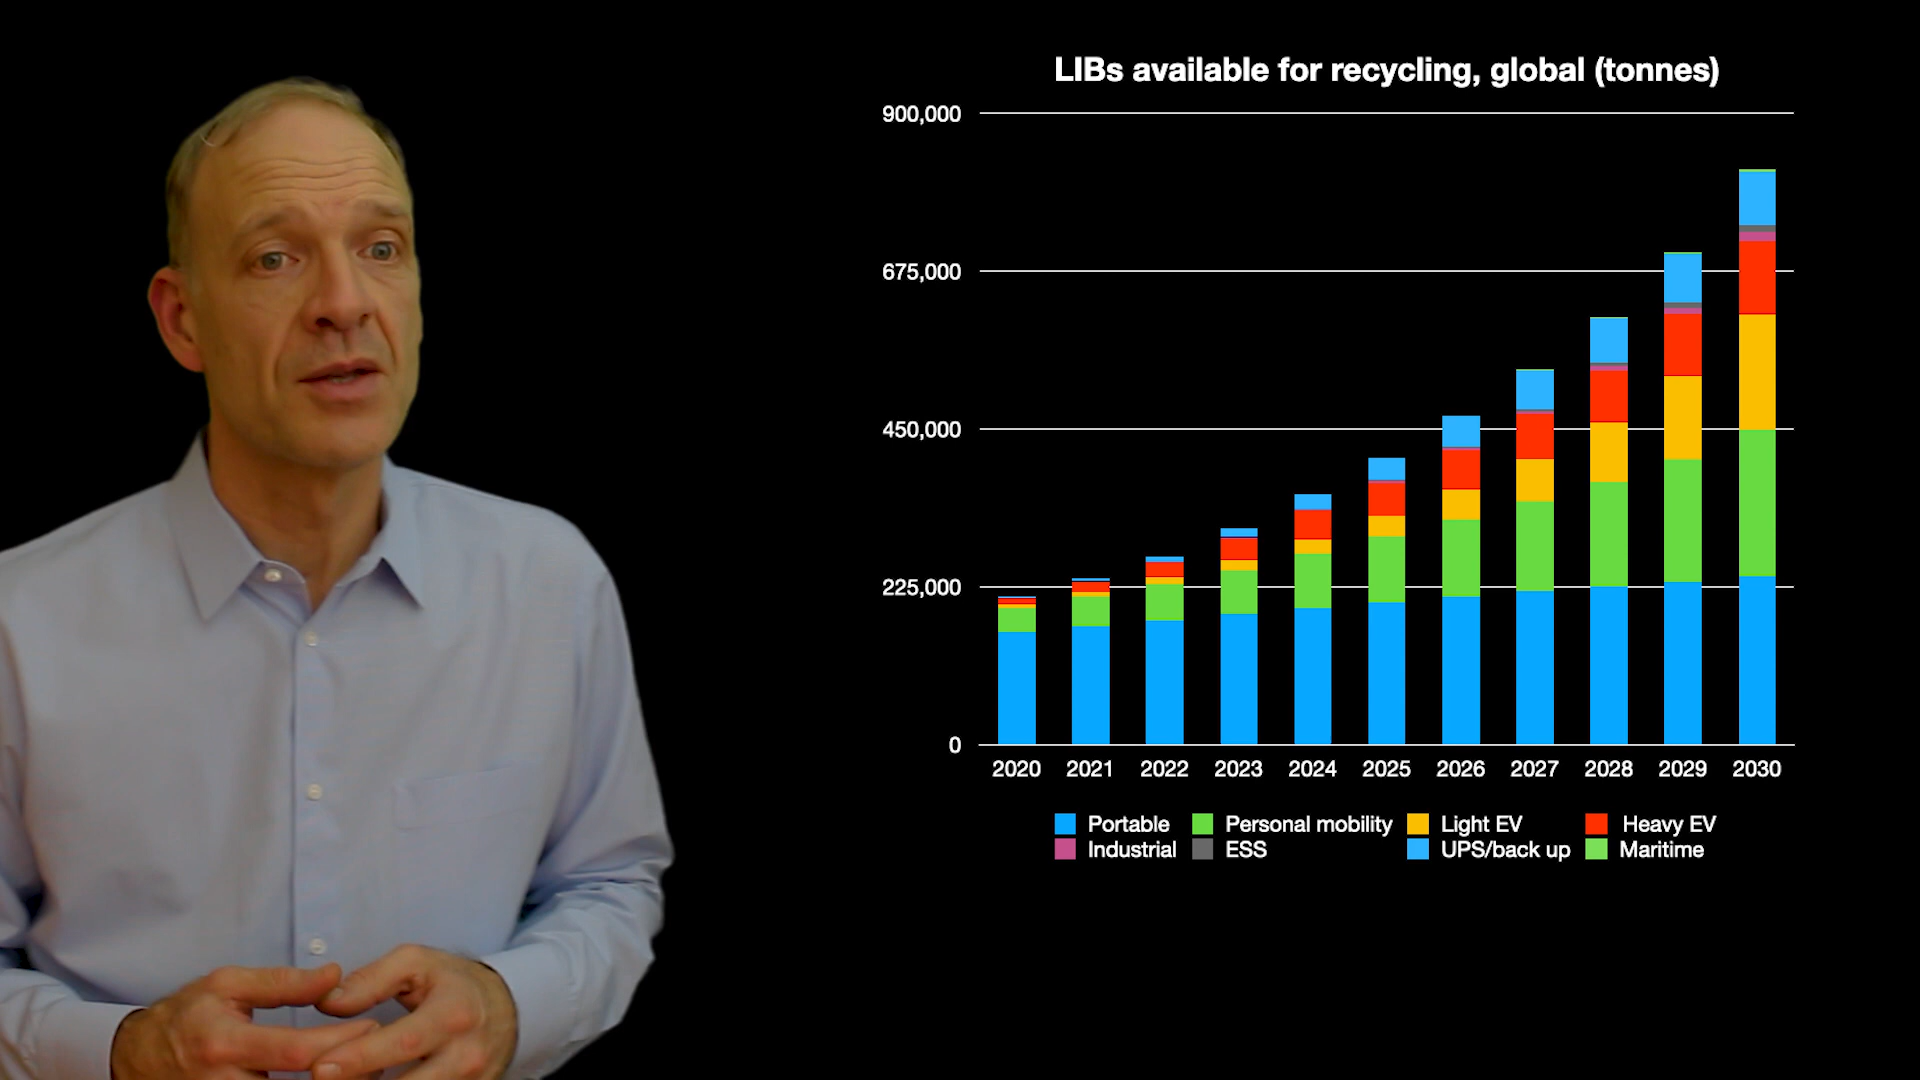 LIBs available for recycling, global (tonnes)
900,000
675,000
450,000
225,000
0
2020 2021 2022 2023 2024 2025 2026 2027 2028 2029 2030
Portable Personal mobility Light EV Heavy EV
Industrial ESS UPS/back up Maritime